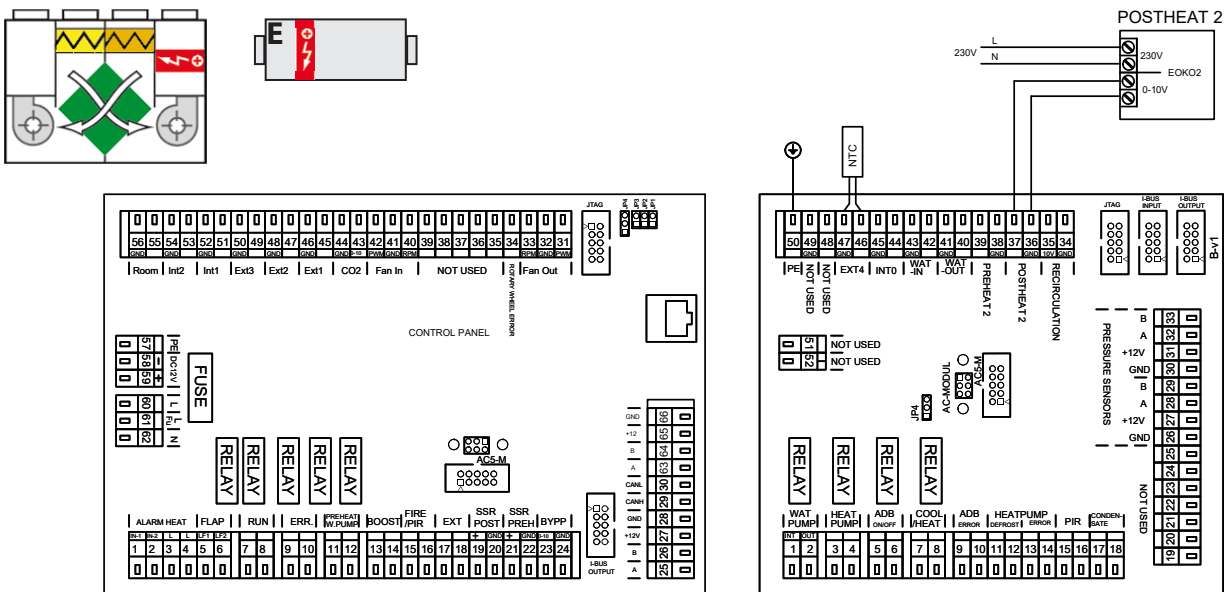 E
POSTHEAT 2
L
230V
N
230V
EOKO2
0-10V
NTC
JTAG
JP4
JP3
JP2
JP1
56 55 54 53 52 51 50 49 48 47 46 45 44 43 42 41 40 39 38 37 36 35 34 33 32 31
GND GND GND GND GND GND GND 0-10 PWM GND RPM RPM GND PWM
Room Int2 Int1 Ext3 Ext2 Ext1 CO2 Fan In NOT USED ROTARY WHEEL ERROR Fan Out
CONTROL PANEL
57 58 59
PE
DC12V
- +
60 61 62
L
L
Fu
N
FUSE
RELAY
RELAY
RELAY
RELAY
RELAY
AC5-M
ALARM HEAT FLAP RUN ERR. PREHEAT W.PUMP BOOST FIRE /PIR EXT SSR POST SSR PREH BYPP
IN-1 IN-2 L L LF1 LF2 + GND + GND 0-10 GND
1 2 3 4 5 6 7 8 9 10 11 12 13 14 15 16 17 18 19 20 21 22 23 24
I-BUS OUTPUT
GND 66
+12 65
B 64
A 63
CANL 30
CANH 29
GND 28
+12V 27
B 26
A 25
JTAG
I-BUS INPUT
I-BUS OUTPUT
B-v1
50 49 48 47 46 45 44 43 42 41 40 39 38 37 36 35 34
GND GND GND GND GND GND 10V GND
PE NOT USED NOT USED EXT4 INT0 WAT -IN WAT -OUT PREHEAT 2 POSTHEAT 2 RECIRCULATION
51 NOT USED
52 NOT USED
JP4
AC-MODUL
AC5-M
B 33
A 32
+12V 31
GND 30
B 29
A 28
+12V 27
GND 26
PRESSURE SENSORS
25
24
23
22
21
20
19
NOT USED
RELAY
RELAY
RELAY
RELAY
WAT PUMP HEAT PUMP ADB ON/OFF COOL /HEAT ADB ERROR HEATPUMP DEFROST ERROR PIR CONDEN- SATE
INT OUT
1 2 3 4 5 6 7 8 9 10 11 12 13 14 15 16 17 18